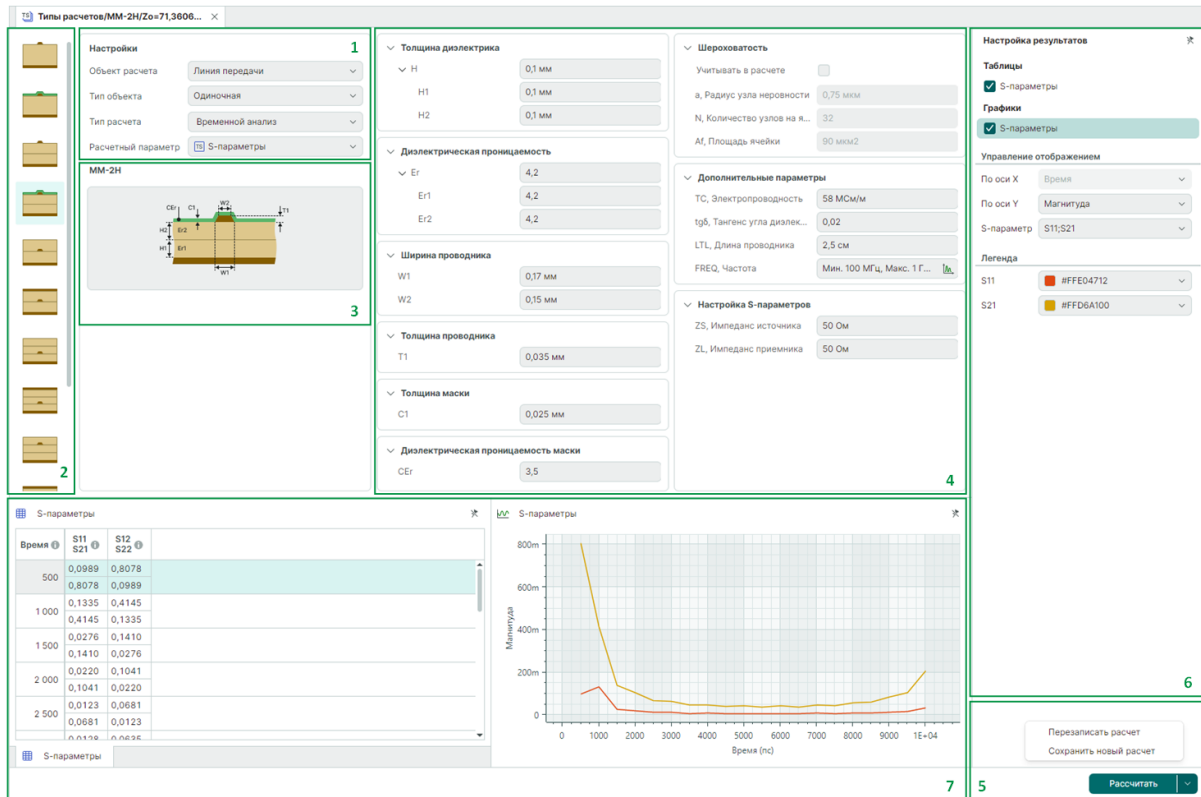 TS Типы расчетов/MM-2H/Zo=71,3606... ×
2
Настройки 1
Объект расчета Линия передачи
Тип объекта Одиночная
Тип расчета Временной анализ
Расчетный параметр TS S-параметры
MM-2H
CEr C1 W2 T1
H2 Er2
H1 Er1
W1
3
Толщина диэлектрика
H 0,1 мм
H1 0,1 мм
H2 0,1 мм
Диэлектрическая проницаемость
Er 4,2
Er1 4,2
Er2 4,2
Ширина проводника
W1 0,17 мм
W2 0,15 мм
Толщина проводника
T1 0,035 мм
Толщина маски
C1 0,025 мм
Диэлектрическая проницаемость маски
CEr 3,5
Шероховатость
Учитывать в расчете
a, Радиус узла неровности 0,75 мкм
N, Количество узлов на я... 32
Af, Площадь ячейки 90 мкм2
Дополнительные параметры
TC, Электропроводность 58 МСм/м
tgδ, Тангенс угла диэлек... 0,02
LTL, Длина проводника 2,5 см
FREQ, Частота Мин. 100 МГц, Макс. 1 Г...
Настройка S-параметров
ZS, Импеданс источника 50 Ом
ZL, Импеданс приемника 50 Ом
4
Настройка результатов
Таблицы
S-параметры
Графики
S-параметры
Управление отображением
По оси X Время
По оси Y Магнитуда
S-параметр S11;S21
Легенда
S11 #FFE04712
S21 #FFD6A100
6
S-параметры
Время S11 S12
S21 S22
500 0,0989 0,8078
0,8078 0,0989
1 000 0,1335 0,4145
0,4145 0,1335
1 500 0,0276 0,1410
0,1410 0,0276
2 000 0,0220 0,1041
0,1041 0,0220
2 500 0,0123 0,0681
0,0681 0,0123
0,0128 0,0635
S-параметры
S-параметры
Магнитуда
800m
600m
400m
200m
0
0 1000 2000 3000 4000 5000 6000 7000 8000 9000 1E+04
Время (пс)
7
Перезаписать расчет
Сохранить новый расчет
5 Рассчитать